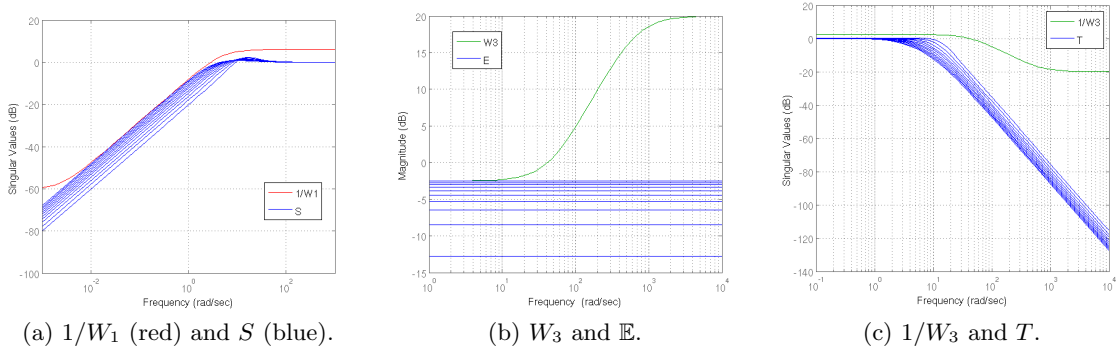 20
0
-20
-40
-60
-80
-100
Singular Values (dB)
10^-2
10^0
10^2
Frequency (rad/sec)
1/W1
S
(a) 1/W₁ (red) and S (blue).
20
15
10
5
0
-5
-10
-15
Magnitude (dB)
10^0
10^1
10^2
10^3
10^4
Frequency (rad/sec)
W3
E
(b) W₃ and 𝔼.
20
0
-20
-40
-60
-80
-100
-120
-140
Singular Values (dB)
10^-1
10^0
10^1
10^2
10^3
10^4
Frequency (rad/sec)
1/W3
T
(c) 1/W₃ and T.